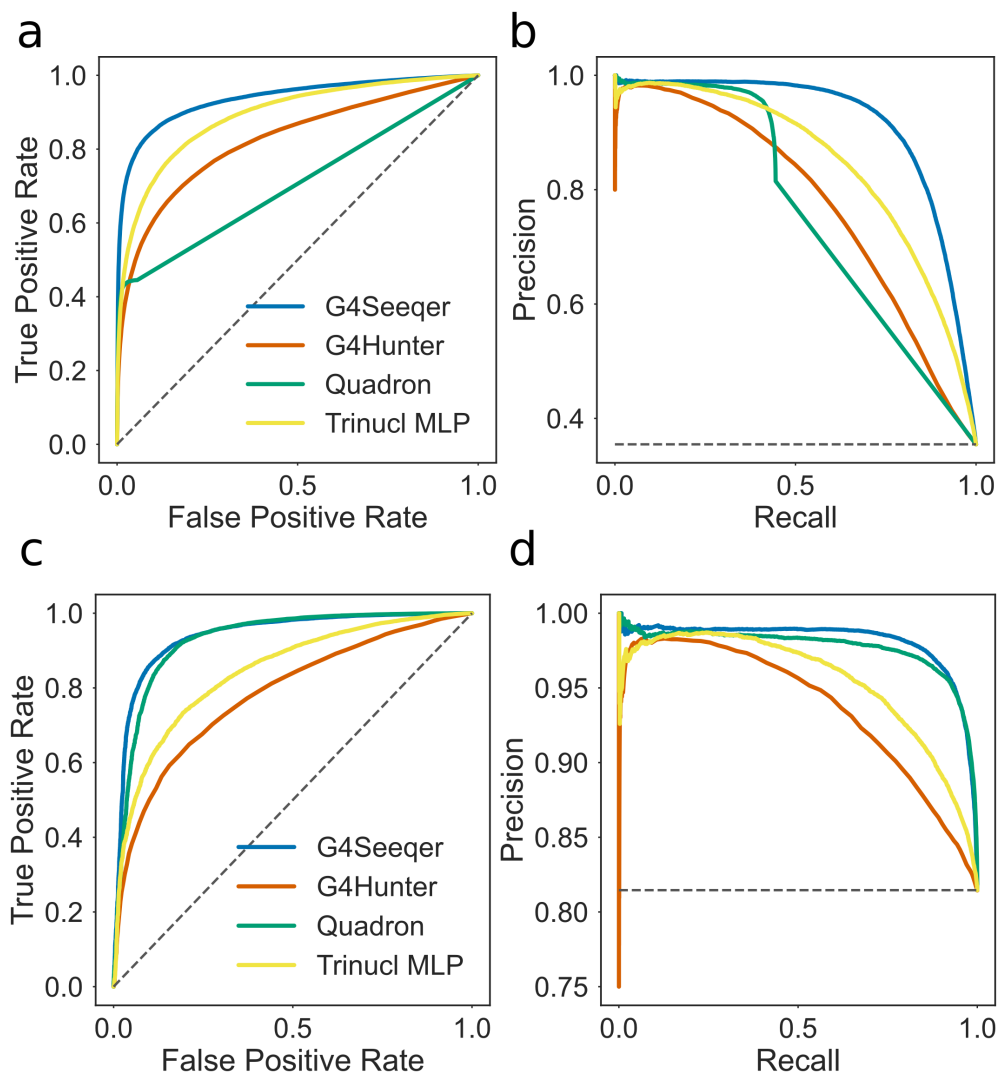 a
1.0
0.8
0.6
0.4
0.2
0.0
True Positive Rate
G4Seeqer
G4Hunter
Quadron
Trinucl MLP
0.0 0.5 1.0
False Positive Rate
b
1.0
0.8
0.6
0.4
Precision
0.0 0.5 1.0
Recall
c
1.0
0.8
0.6
0.4
0.2
0.0
True Positive Rate
G4Seeqer
G4Hunter
Quadron
Trinucl MLP
0.0 0.5 1.0
False Positive Rate
d
1.00
0.95
0.90
0.85
0.80
0.75
Precision
0.0 0.5 1.0
Recall